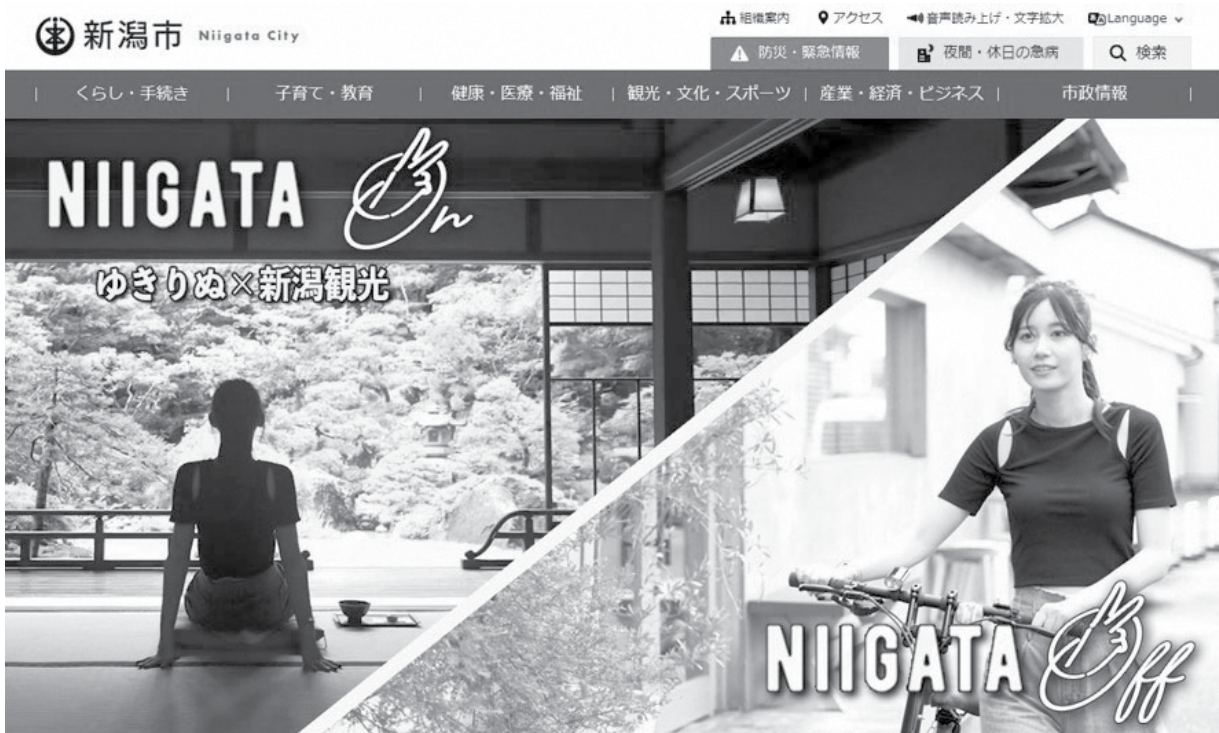 新潟市 Niigata City
組織案内 アクセス 音声読み上げ・文字拡大 Language
防災・緊急情報 夜間・休日の急病 検索
くらし・手続き 子育て・教育 健康・医療・福祉 観光・文化・スポーツ 産業・経済・ビジネス 市政情報
NIIGATA On
ゆきりぬ×新潟観光
NIIGATA Off